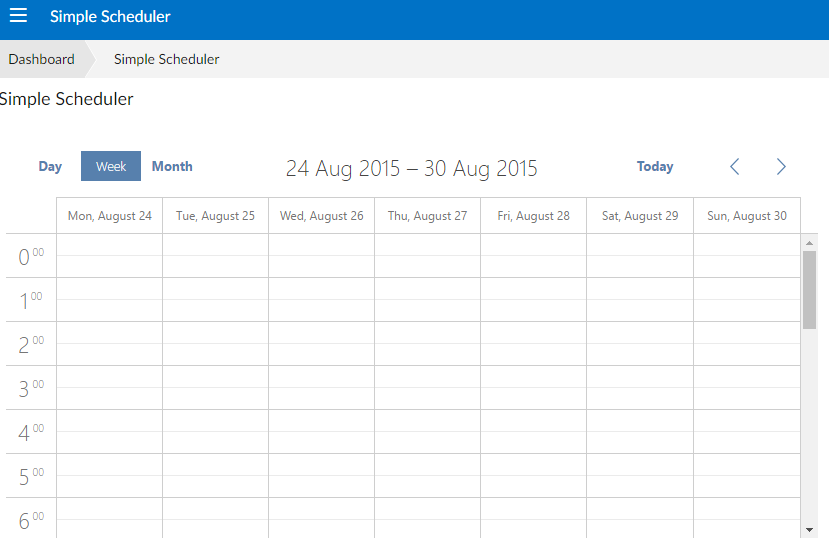 Simple Scheduler
Dashboard Simple Scheduler
Simple Scheduler
Day Week Month 24 Aug 2015 – 30 Aug 2015 Today
Mon, August 24 Tue, August 25 Wed, August 26 Thu, August 27 Fri, August 28 Sat, August 29 Sun, August 30
0 00
1 00
2 00
3 00
4 00
5 00
6 00